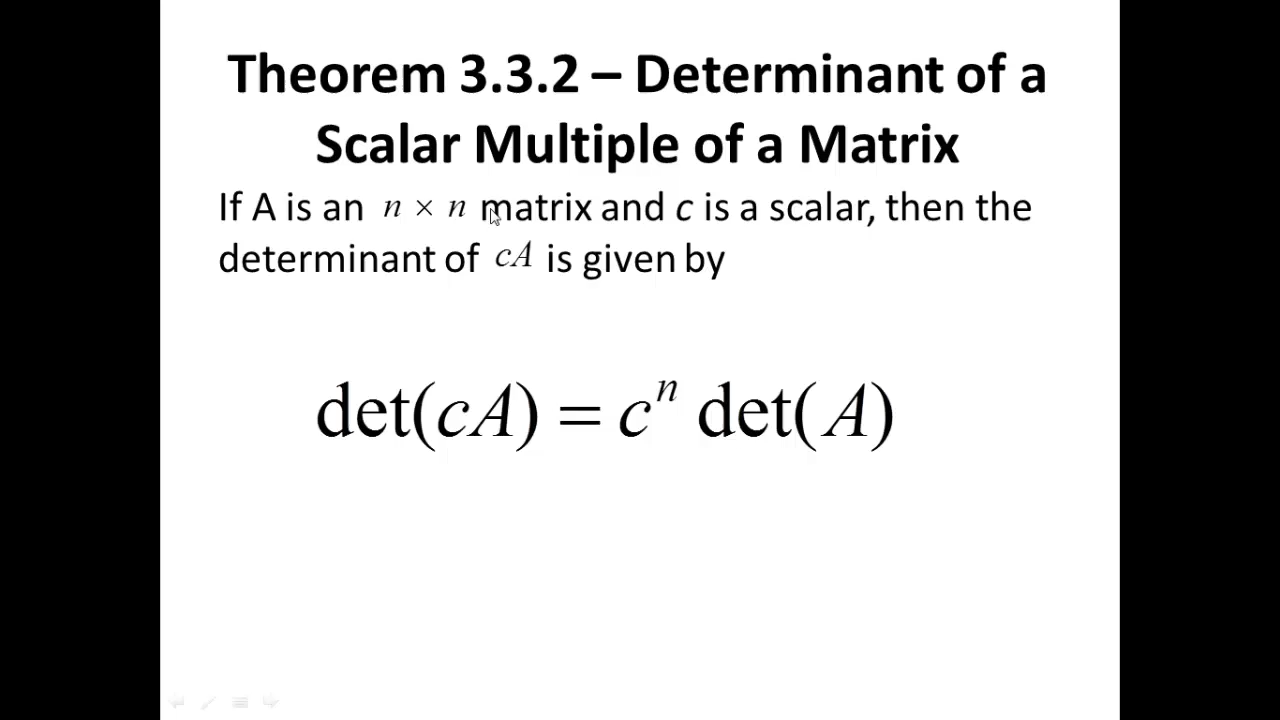 Theorem 3.3.2 – Determinant of a
Scalar Multiple of a Matrix
If A is an n × n matrix and c is a scalar, then the
determinant of cA is given by
det(cA) = cⁿ det(A)